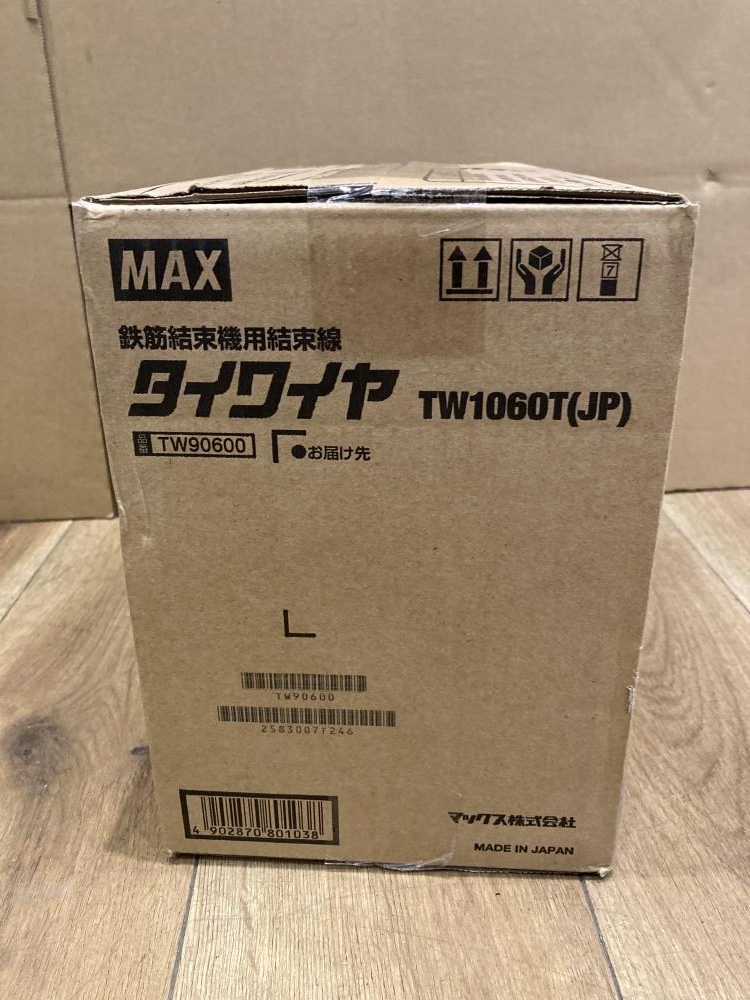 MAX
7
鉄筋結束機用結束線
タイワイヤ TW1060T(JP)
品番 TW90600
●お届け先
TW90600
2583007F246
4 902870 801038
マックス株式会社
MADE IN JAPAN